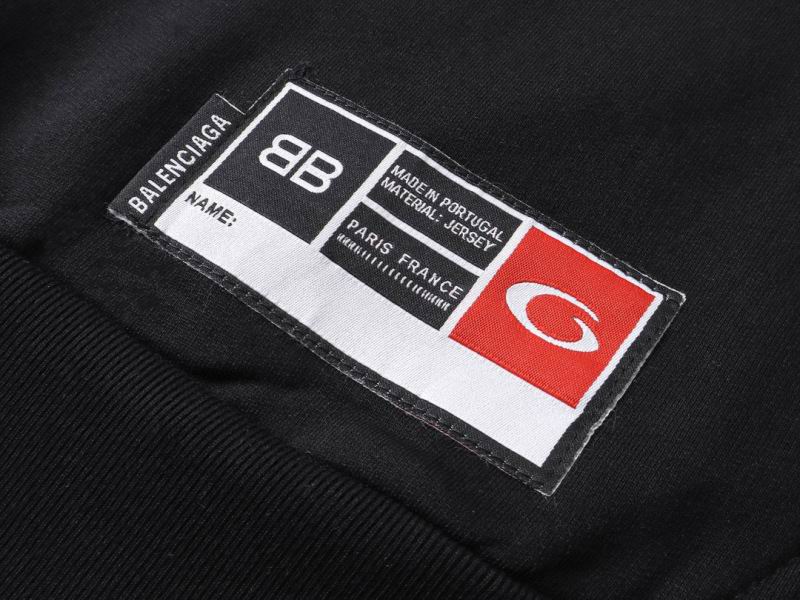 BALENCIAGA
BB
NAME:
MADE IN PORTUGAL
MATERIAL: JERSEY
PARIS FRANCE
G